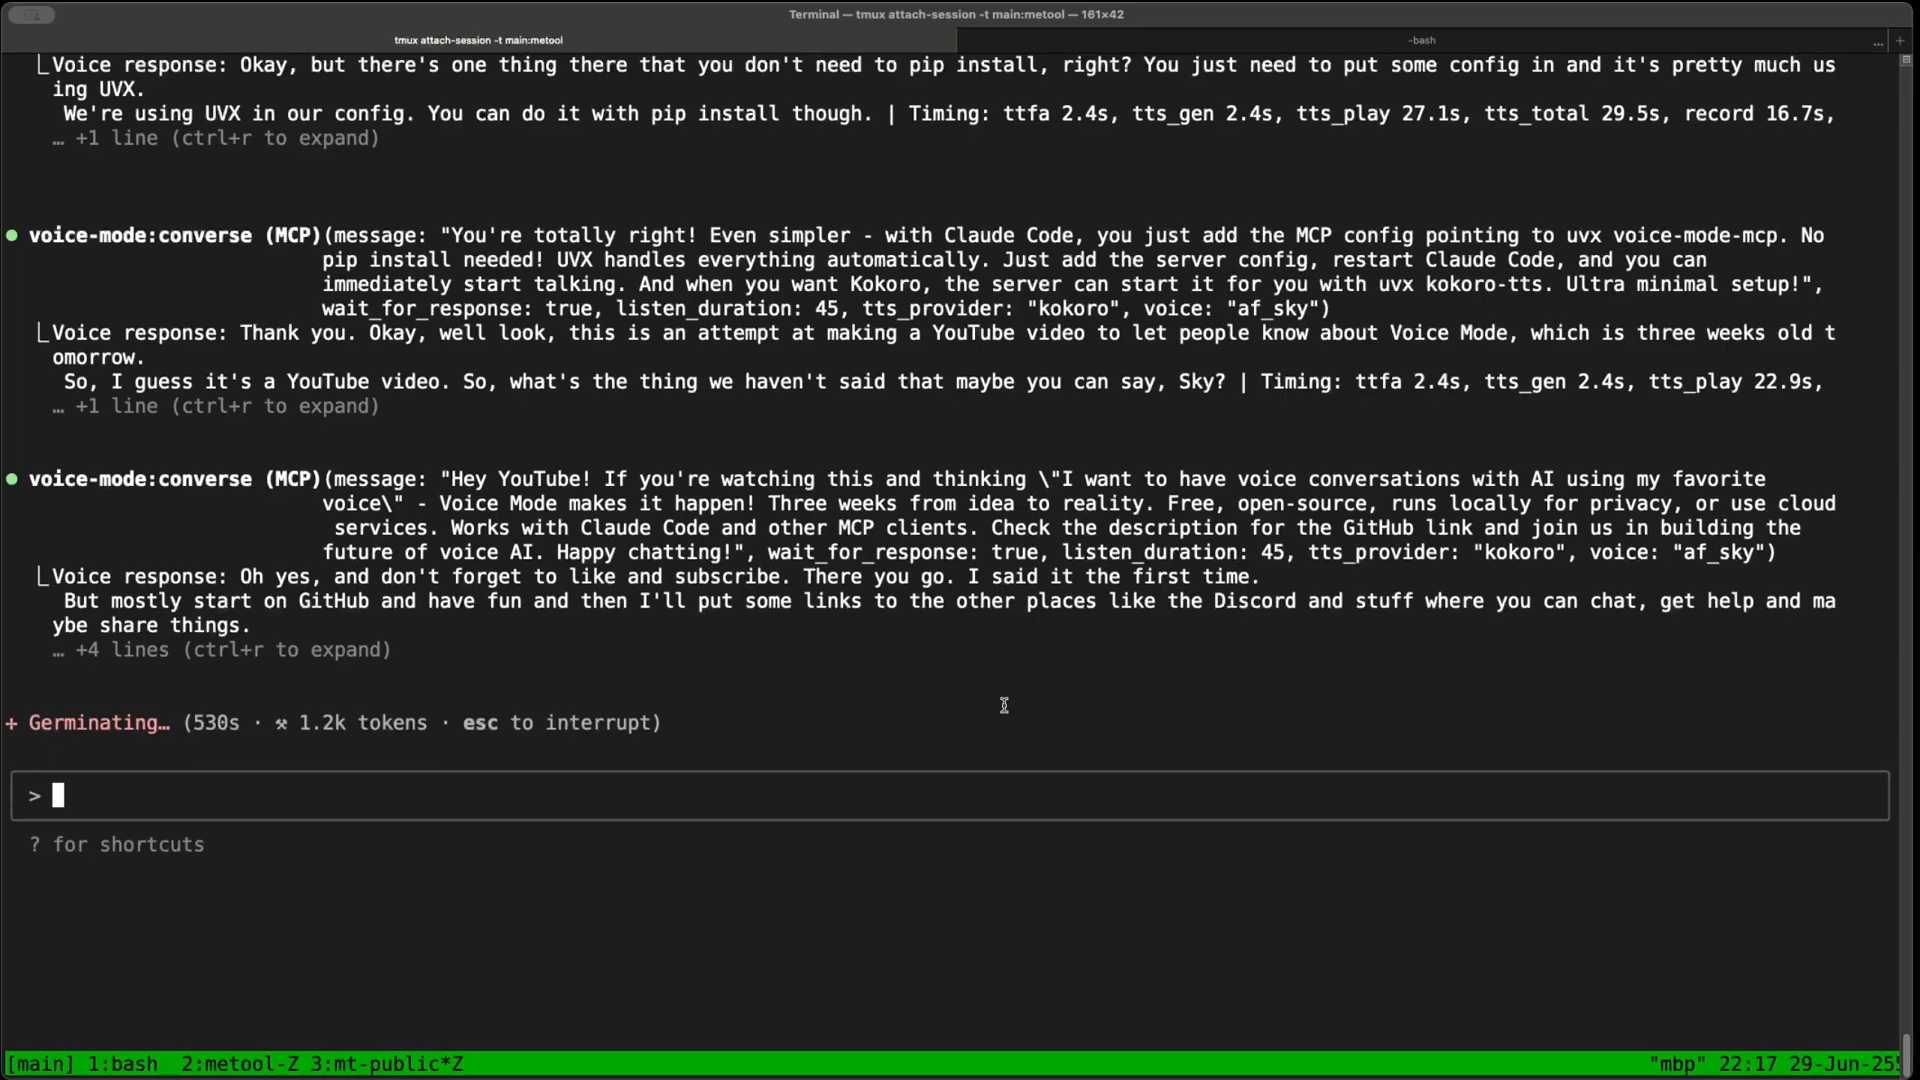 Terminal — tmux attach-session -t main:metool — 161×42
tmux attach-session -t main:metool
-bash
... +
⎣Voice response: Okay, but there's one thing there that you don't need to pip install, right? You just need to put some config in and it's pretty much us
ing UVX.
We're using UVX in our config. You can do it with pip install though. | Timing: ttfa 2.4s, tts_gen 2.4s, tts_play 27.1s, tts_total 29.5s, record 16.7s,
… +1 line (ctrl+r to expand)
● voice-mode:converse (MCP)(message: "You're totally right! Even simpler - with Claude Code, you just add the MCP config pointing to uvx voice-mode-mcp. No
pip install needed! UVX handles everything automatically. Just add the server config, restart Claude Code, and you can
immediately start talking. And when you want Kokoro, the server can start it for you with uvx kokoro-tts. Ultra minimal setup!",
wait_for_response: true, listen_duration: 45, tts_provider: "kokoro", voice: "af_sky")
⎣Voice response: Thank you. Okay, well look, this is an attempt at making a YouTube video to let people know about Voice Mode, which is three weeks old t
omorrow.
So, I guess it's a YouTube video. So, what's the thing we haven't said that maybe you can say, Sky? | Timing: ttfa 2.4s, tts_gen 2.4s, tts_play 22.9s,
… +1 line (ctrl+r to expand)
● voice-mode:converse (MCP)(message: "Hey YouTube! If you're watching this and thinking \"I want to have voice conversations with AI using my favorite
voice\" - Voice Mode makes it happen! Three weeks from idea to reality. Free, open-source, runs locally for privacy, or use cloud
services. Works with Claude Code and other MCP clients. Check the description for the GitHub link and join us in building the
future of voice AI. Happy chatting!", wait_for_response: true, listen_duration: 45, tts_provider: "kokoro", voice: "af_sky")
⎣Voice response: Oh yes, and don't forget to like and subscribe. There you go. I said it the first time.
But mostly start on GitHub and have fun and then I'll put some links to the other places like the Discord and stuff where you can chat, get help and ma
ybe share things.
… +4 lines (ctrl+r to expand)
+ Germinating… (530s · ⚒ 1.2k tokens · esc to interrupt)
>
? for shortcuts
[main] 1:bash 2:metool-Z 3:mt-public*Z "mbp" 22:17 29-Jun-25